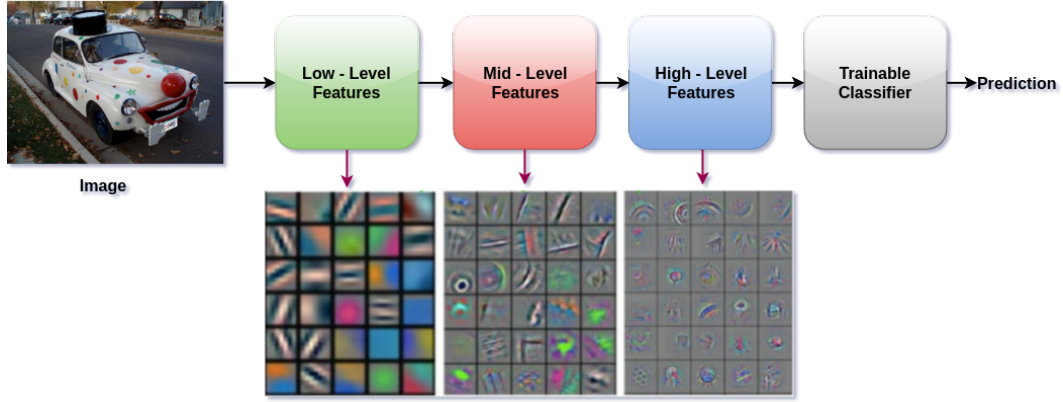 Low - Level
Features
Mid - Level
Features
High - Level
Features
Trainable
Classifier
Prediction
Image